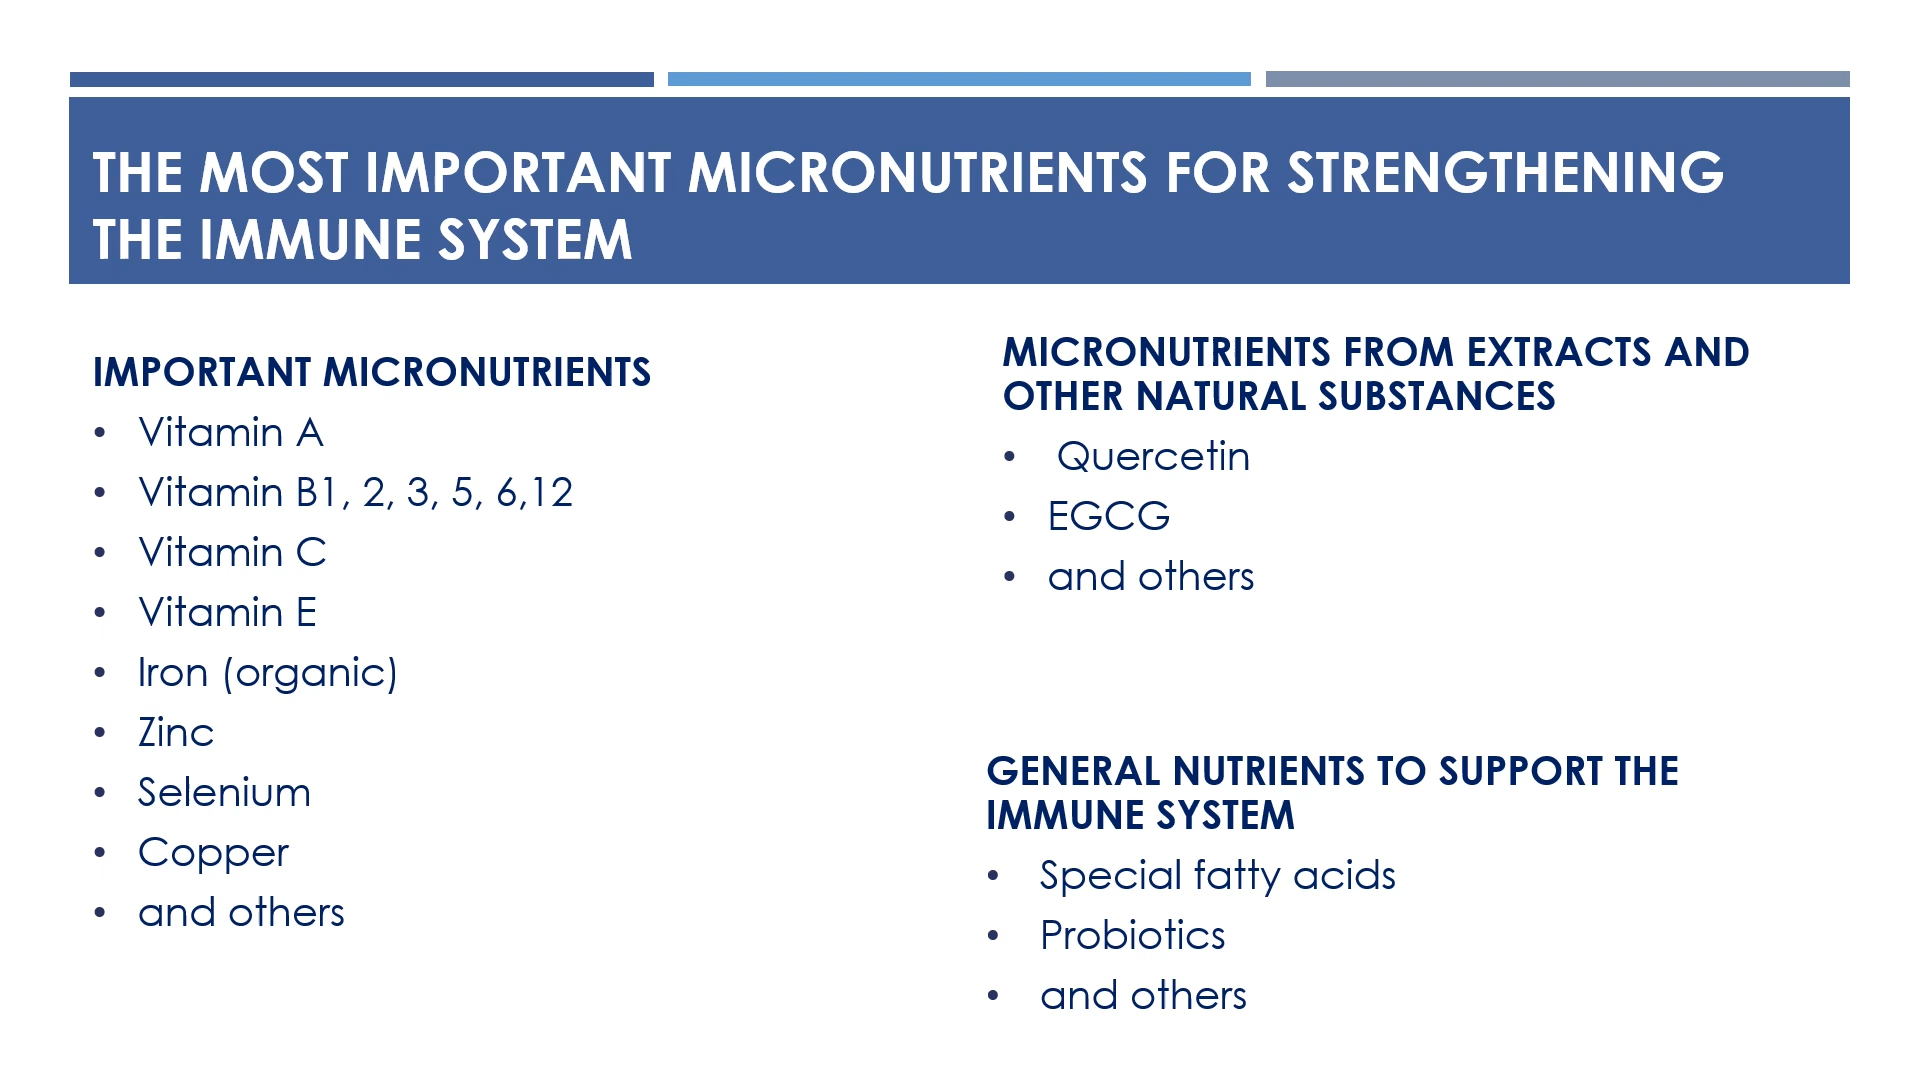 THE MOST IMPORTANT MICRONUTRIENTS FOR STRENGTHENING
THE IMMUNE SYSTEM
IMPORTANT MICRONUTRIENTS
• Vitamin A
• Vitamin B1, 2, 3, 5, 6,12
• Vitamin C
• Vitamin E
• Iron (organic)
• Zinc
• Selenium
• Copper
• and others
MICRONUTRIENTS FROM EXTRACTS AND
OTHER NATURAL SUBSTANCES
• Quercetin
• EGCG
• and others
GENERAL NUTRIENTS TO SUPPORT THE
IMMUNE SYSTEM
• Special fatty acids
• Probiotics
• and others